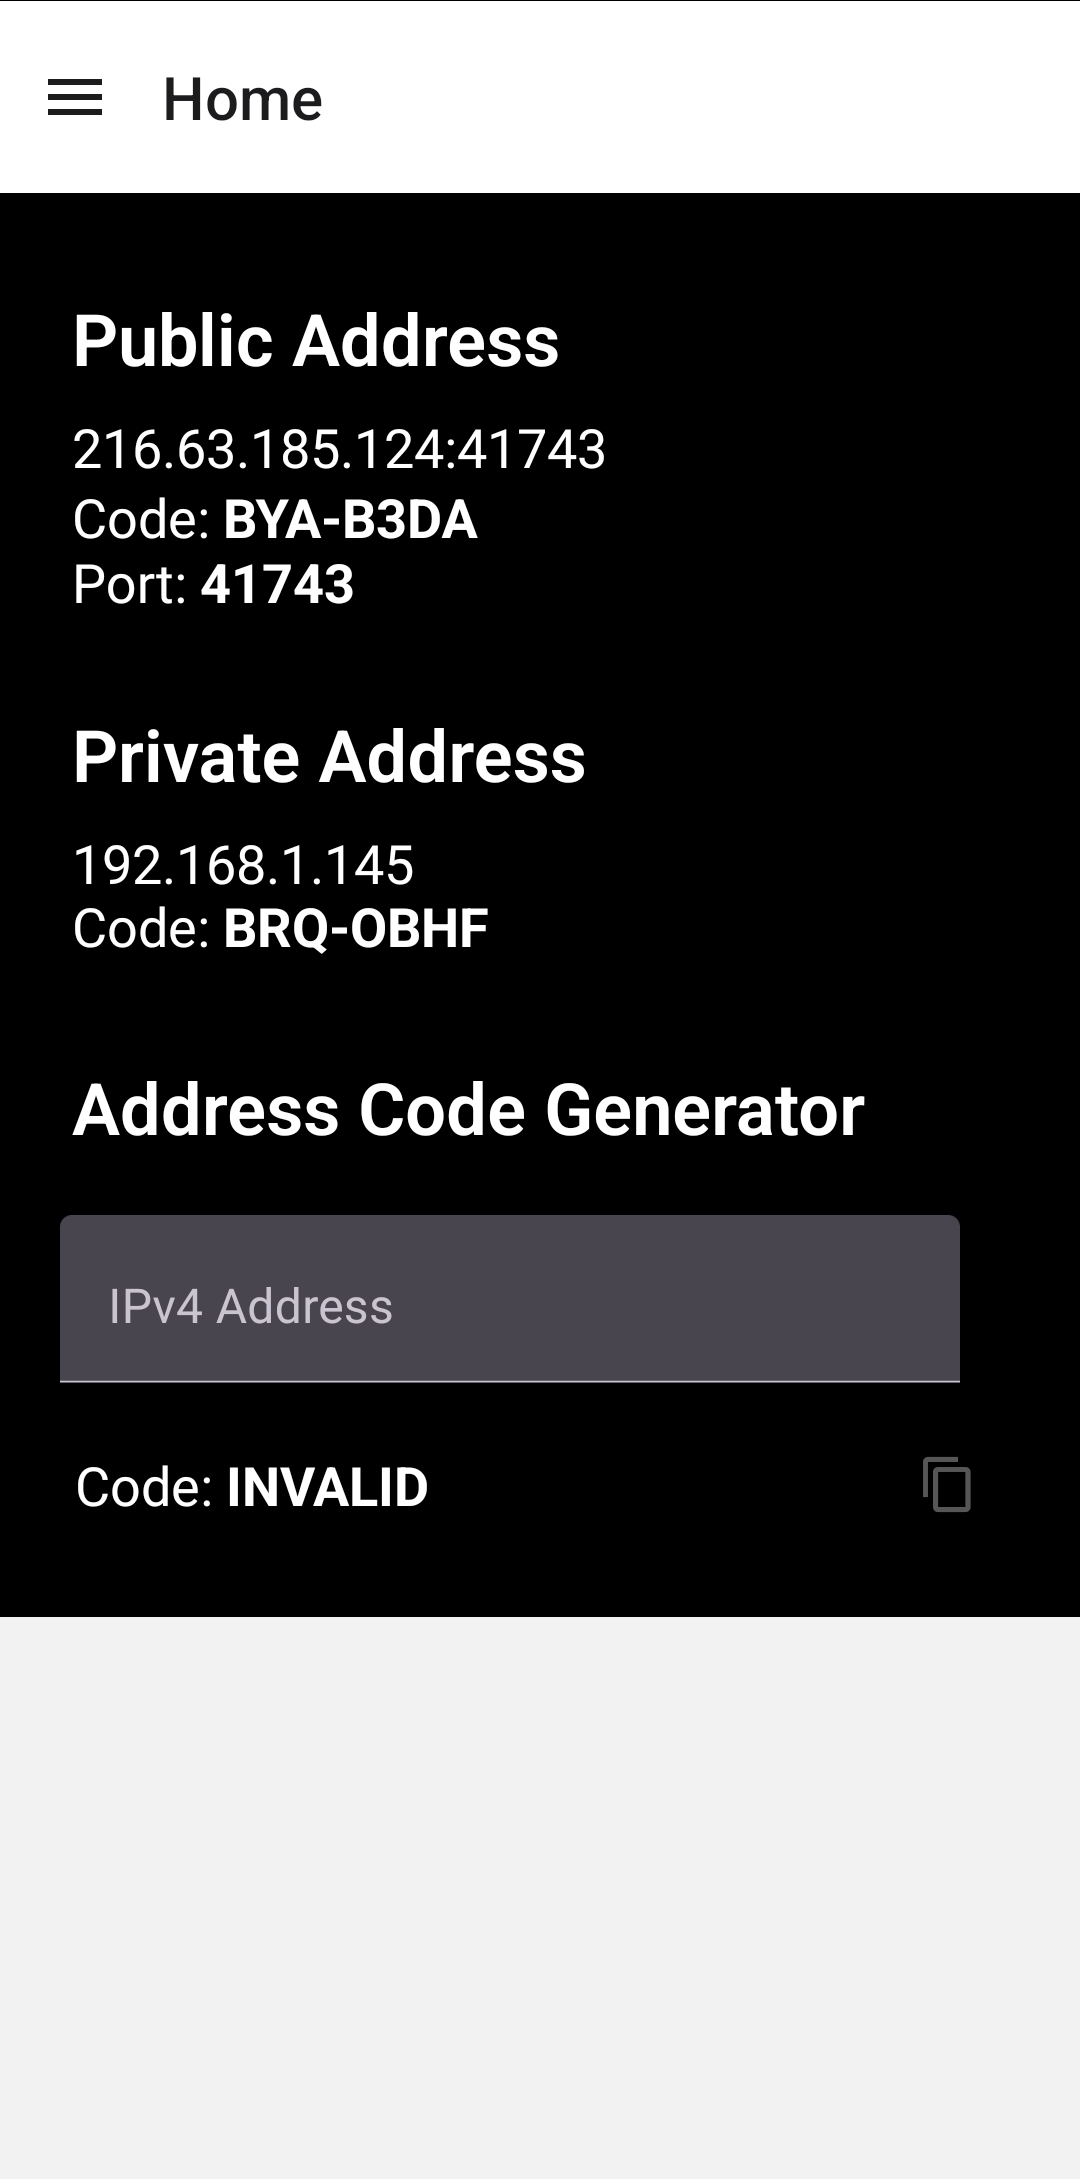 Home
Public Address
216.63.185.124:41743
Code: BYA-B3DA
Port: 41743
Private Address
192.168.1.145
Code: BRQ-OBHF
Address Code Generator
IPv4 Address
Code: INVALID